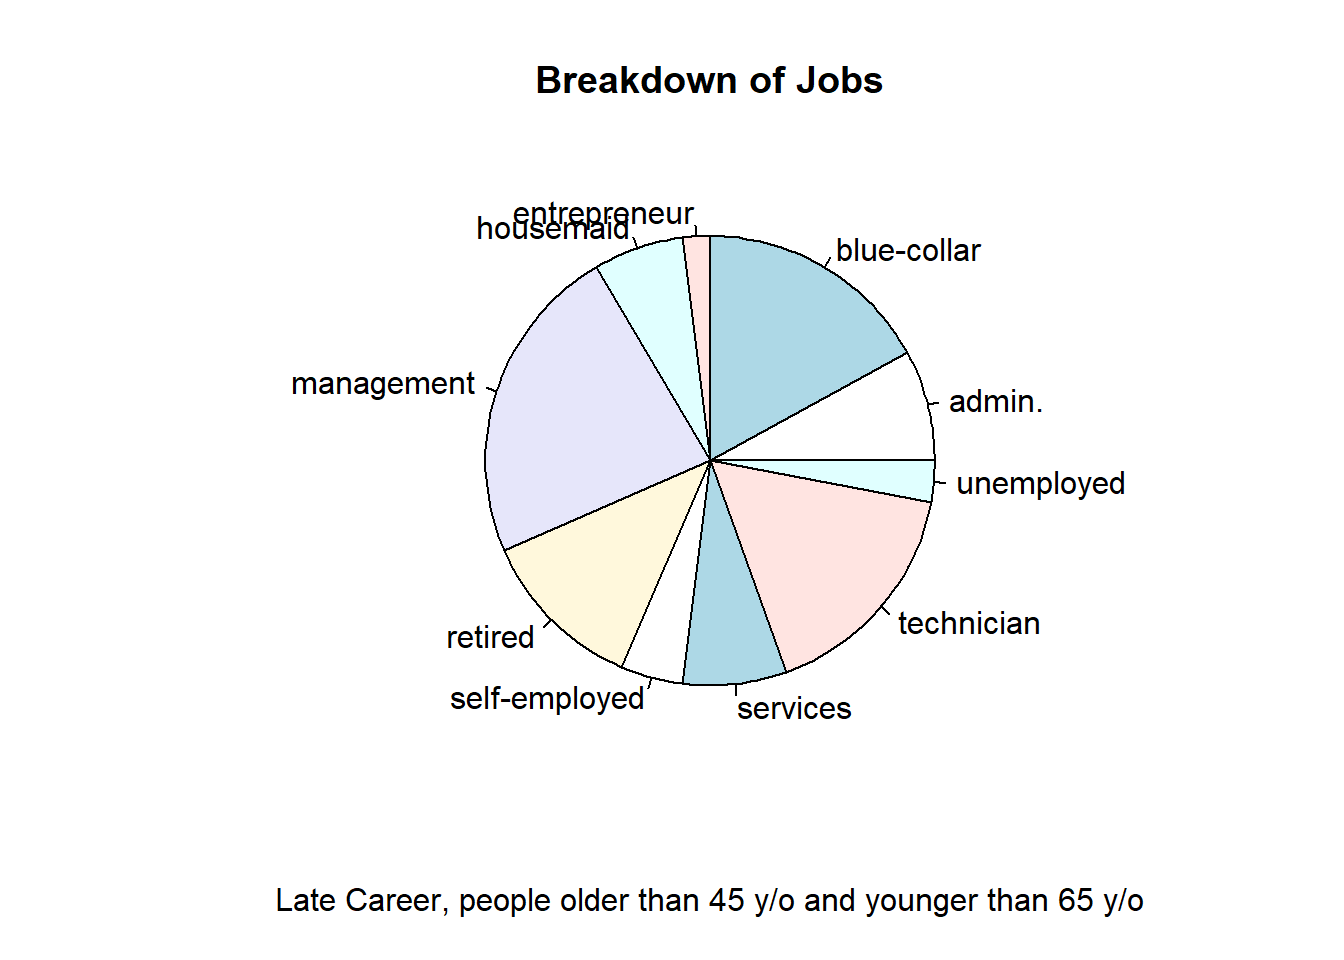 Breakdown of Jobs
entrepreneur
housemaid
blue-collar
management
admin.
unemployed
technician
retired
self-employed
services
Late Career, people older than 45 y/o and younger than 65 y/o